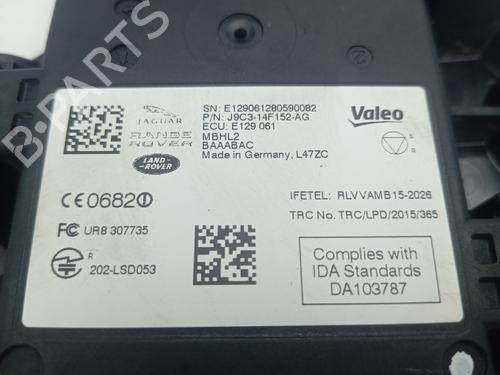 B-PARTS
SN: E129061280590082
P/N: J9C3-14F152-AG
ECU: E129 061
MBHL2
BAAABAC
Made in Germany, L47ZC
JAGUAR
RANGE ROVER
LAND-ROVER
Valeo
CE0682
FC UR8 307735
R
202-LSD053
IFETEL: RLVVAMB15-2026
TRC No. TRC/LPD/2015/365
Complies with
IDA Standards
DA103787